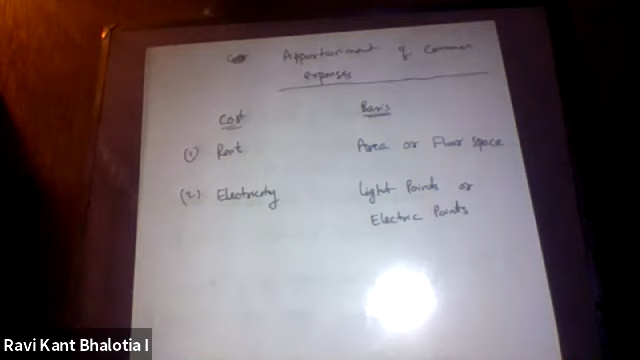 Apportionment of Common
expenses
Cost Basis
(1) Rent Area or Floor Space
(2) Electricity Light Points or
Electric Points
Ravi Kant Bhalotia I